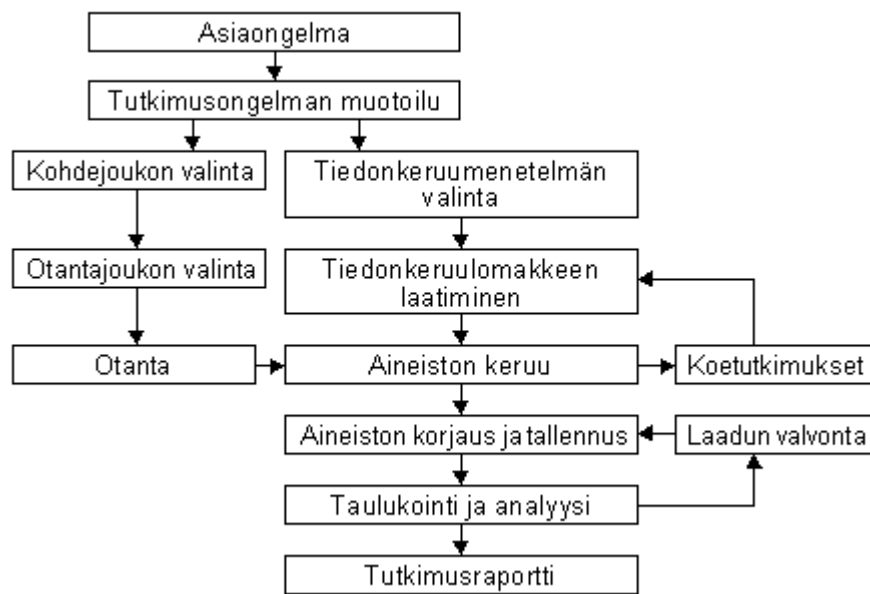 Asiaongelma
Tutkimusongelman muotoilu
Kohdejoukon valinta
Tiedonkeruumenetelmän
valinta
Otantajoukon valinta
Tiedonkeruulomakkeen
laatiminen
Otanta
Aineiston keruu
Koetutkimukset
Aineiston korjaus ja tallennus
Laadun valvonta
Taulukointi ja analyysi
Tutkimusraportti